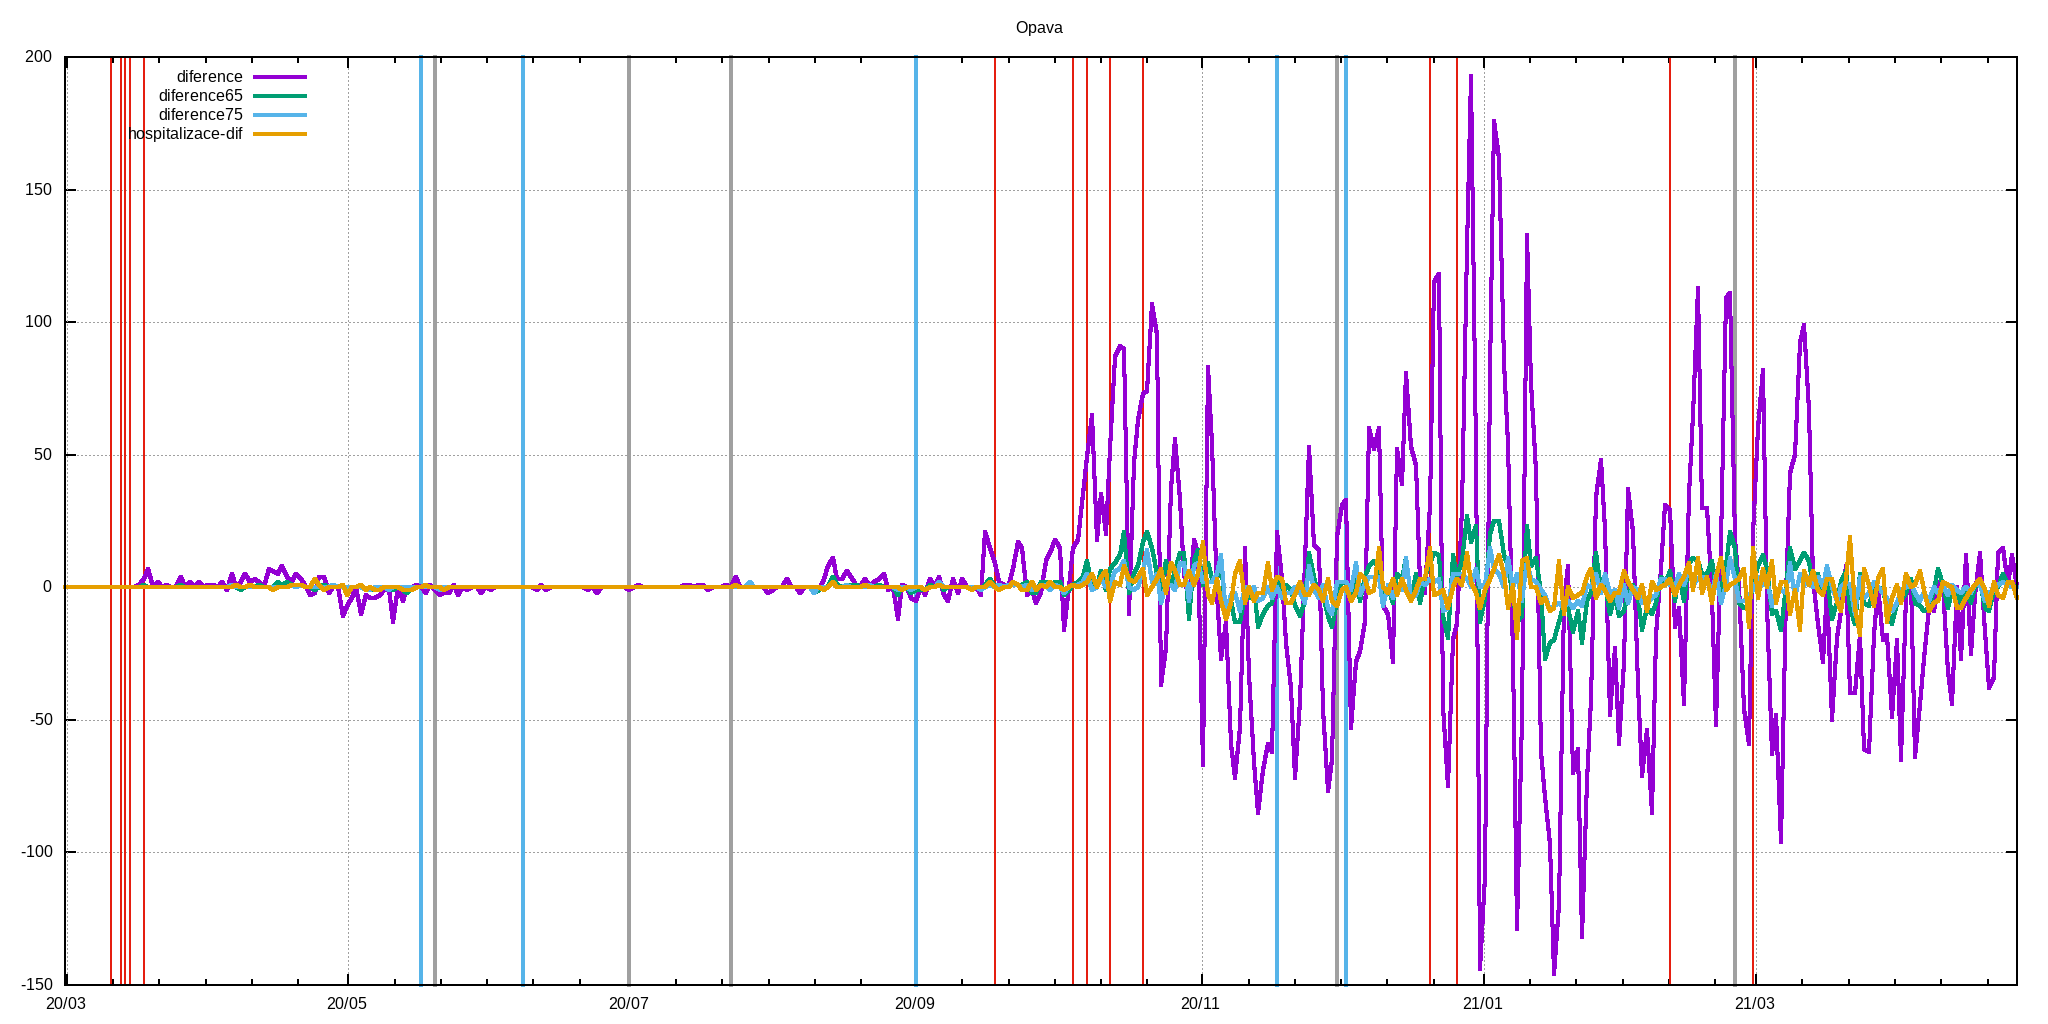 Opava
diference
diference65
diference75
hospitalizace-dif
200
150
100
50
0
-50
-100
-150
20/03 20/05 20/07 20/09 20/11 21/01 21/03